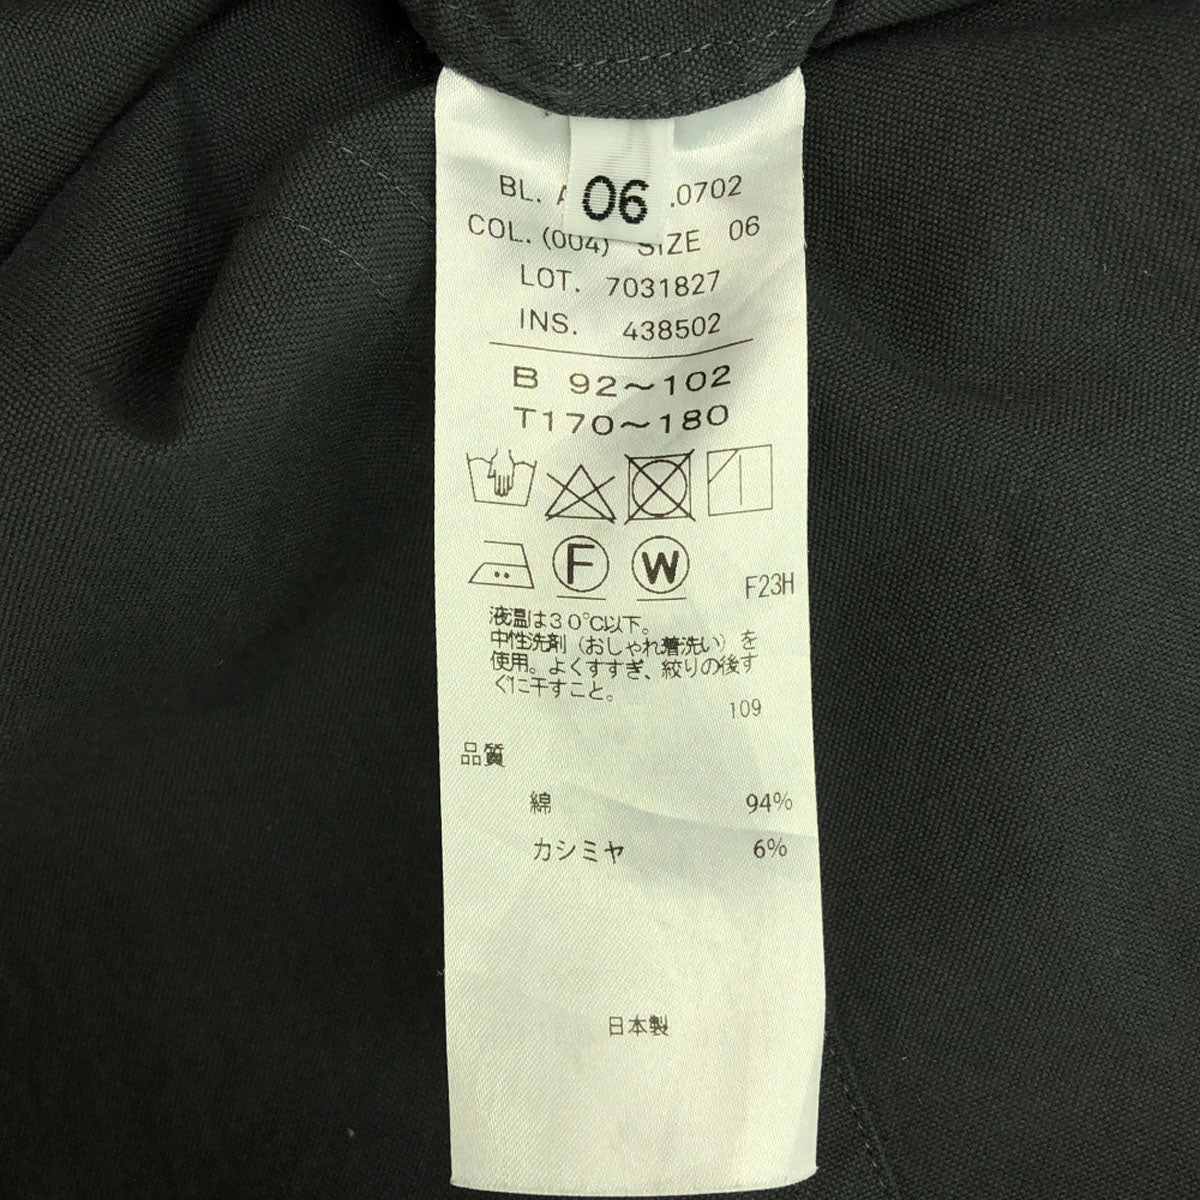 BL. .0702
06
COL. (004) SIZE 06
LOT. 7031827
INS. 438502
B 92〜102
T170〜180
F W
F23H
液温は30℃以下。
中性洗剤（おしゃれ着洗い）を
使用。よくすすぎ、絞りの後す
ぐに干すこと。
109
品質
綿 94%
カシミヤ 6%
日本製